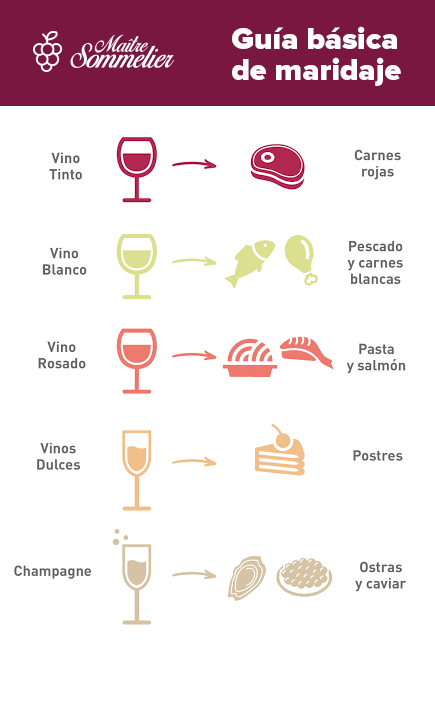 Maître
Sommelier
Guía básica
de maridaje
Vino
Tinto
Carnes
rojas
Vino
Blanco
Pescado
y carnes
blancas
Vino
Rosado
Pasta
y salmón
Vinos
Dulces
Postres
Champagne
Ostras
y caviar